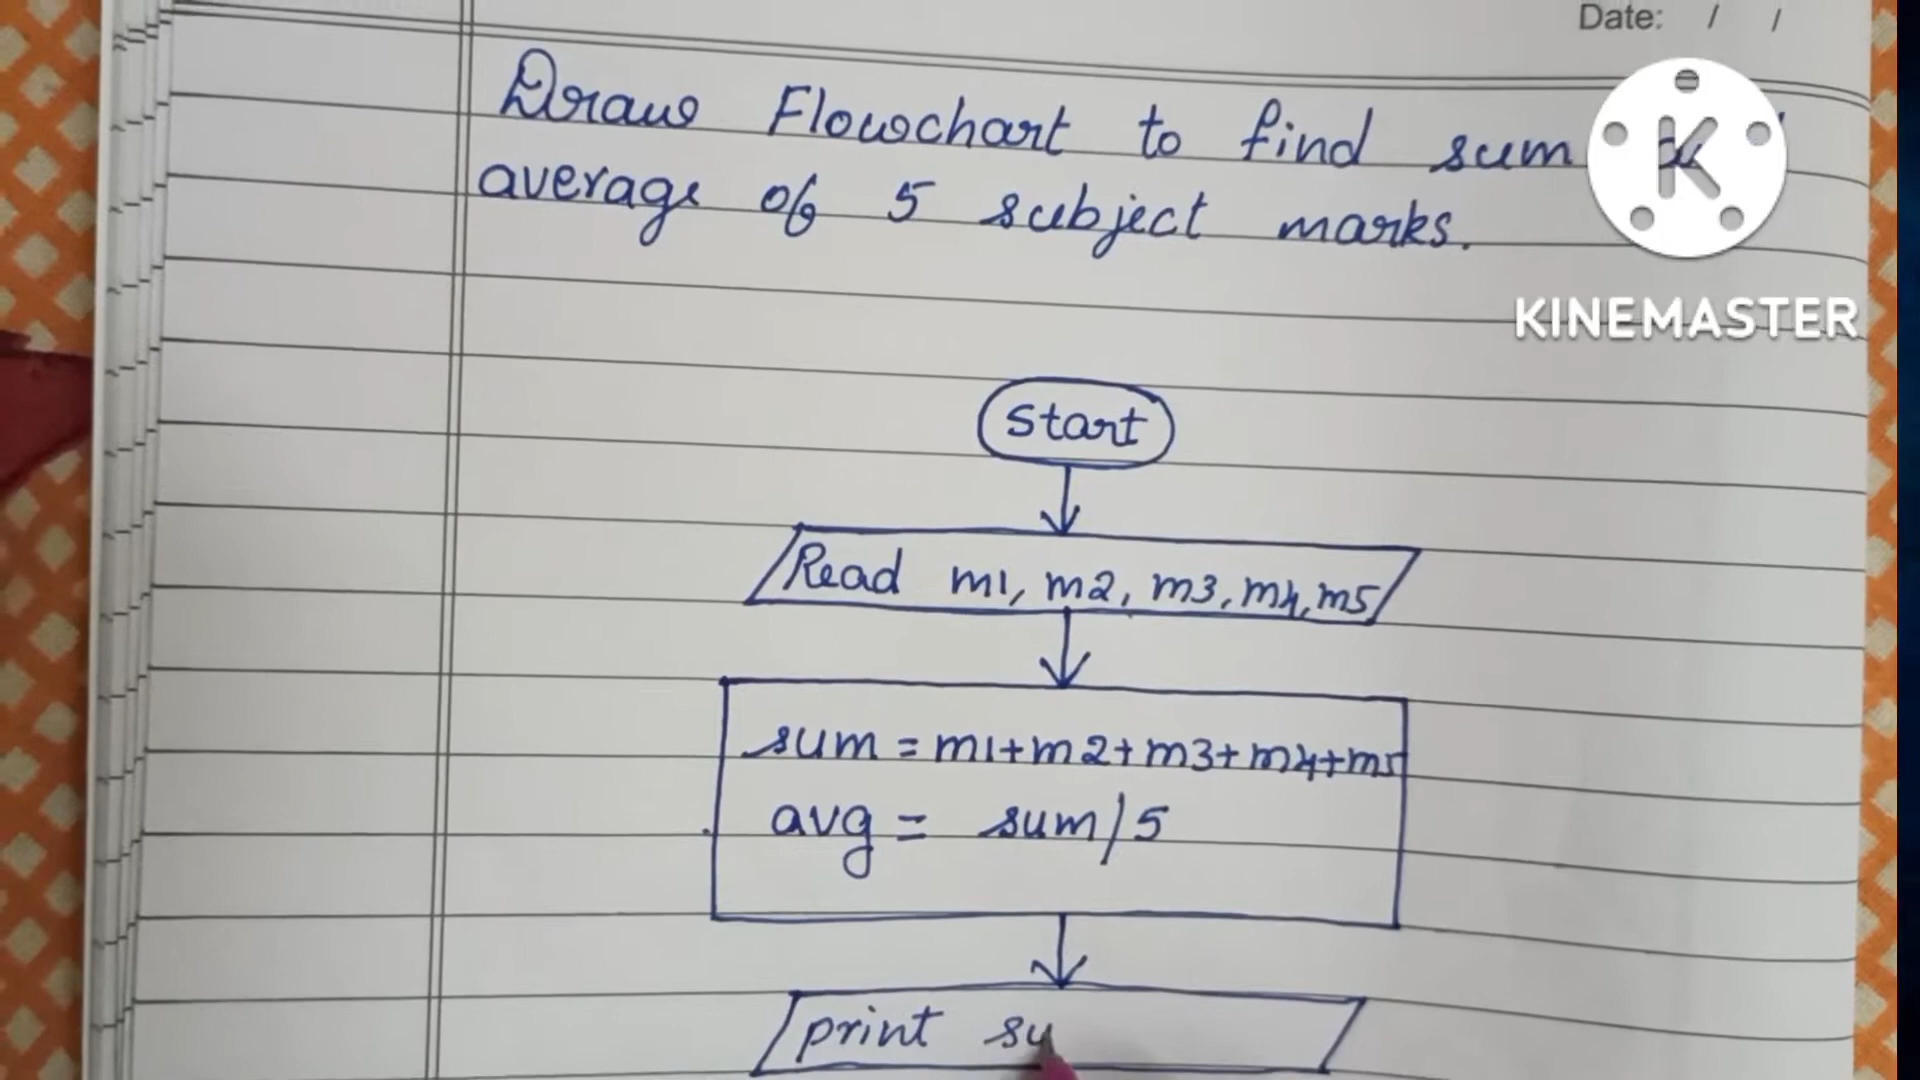 Date: / /
Draw Flowchart to find sum
average of 5 subject marks.
KINEMASTER
Start
Read m1, m2, m3, m4, m5
sum = m1+m2+m3+m4+m5
avg = sum/5
print su